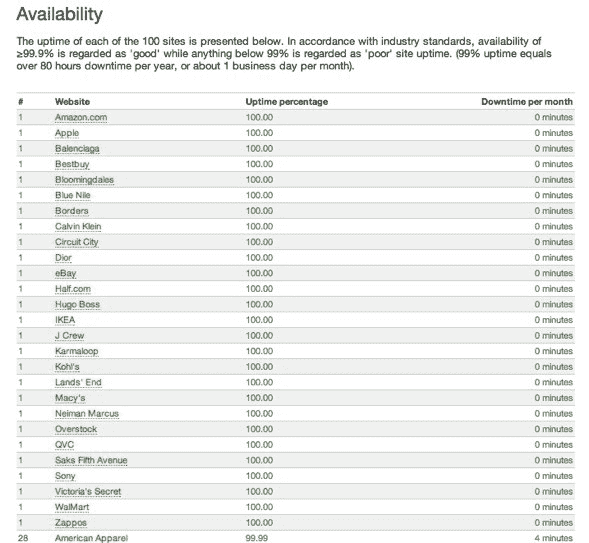 Availability
The uptime of each of the 100 sites is presented below. In accordance with industry standards, availability of
≥99.9% is regarded as 'good' while anything below 99% is regarded as 'poor' site uptime. (99% uptime equals
over 80 hours downtime per year, or about 1 business day per month).
# Website Uptime percentage Downtime per month
1 Amazon.com 100.00 0 minutes
1 Apple 100.00 0 minutes
1 Balenciaga 100.00 0 minutes
1 Bestbuy 100.00 0 minutes
1 Bloomingdales 100.00 0 minutes
1 Blue Nile 100.00 0 minutes
1 Borders 100.00 0 minutes
1 Calvin Klein 100.00 0 minutes
1 Circuit City 100.00 0 minutes
1 Dior 100.00 0 minutes
1 eBay 100.00 0 minutes
1 Half.com 100.00 0 minutes
1 Hugo Boss 100.00 0 minutes
1 IKEA 100.00 0 minutes
1 J Crew 100.00 0 minutes
1 Karmaloop 100.00 0 minutes
1 Kohl's 100.00 0 minutes
1 Lands' End 100.00 0 minutes
1 Macy's 100.00 0 minutes
1 Neiman Marcus 100.00 0 minutes
1 Overstock 100.00 0 minutes
1 QVC 100.00 0 minutes
1 Saks Fifth Avenue 100.00 0 minutes
1 Sony 100.00 0 minutes
1 Victoria's Secret 100.00 0 minutes
1 WalMart 100.00 0 minutes
1 Zappos 100.00 0 minutes
28 American Apparel 99.99 4 minutes